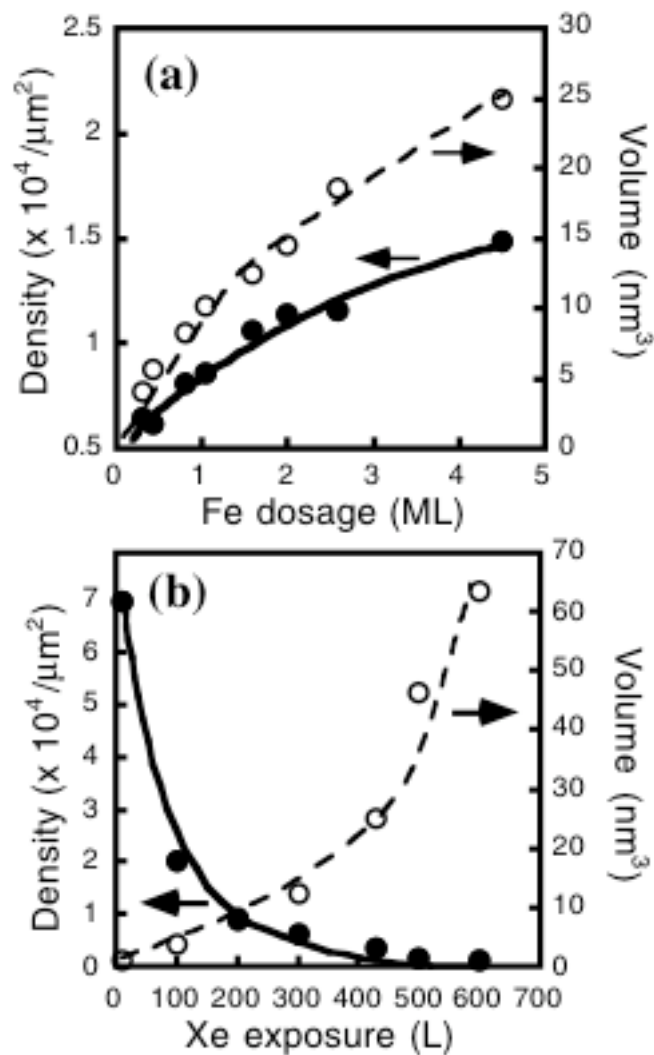 (a)
Density (x 10⁴/μm²)
2.5
2
1.5
1
0.5
30
25
20
15
10
5
0
Volume (nm³)
0 1 2 3 4 5
Fe dosage (ML)
(b)
Density (x 10⁴/μm²)
7
6
5
4
3
2
1
0
70
60
50
40
30
20
10
0
Volume (nm³)
0 100 200 300 400 500 600 700
Xe exposure (L)